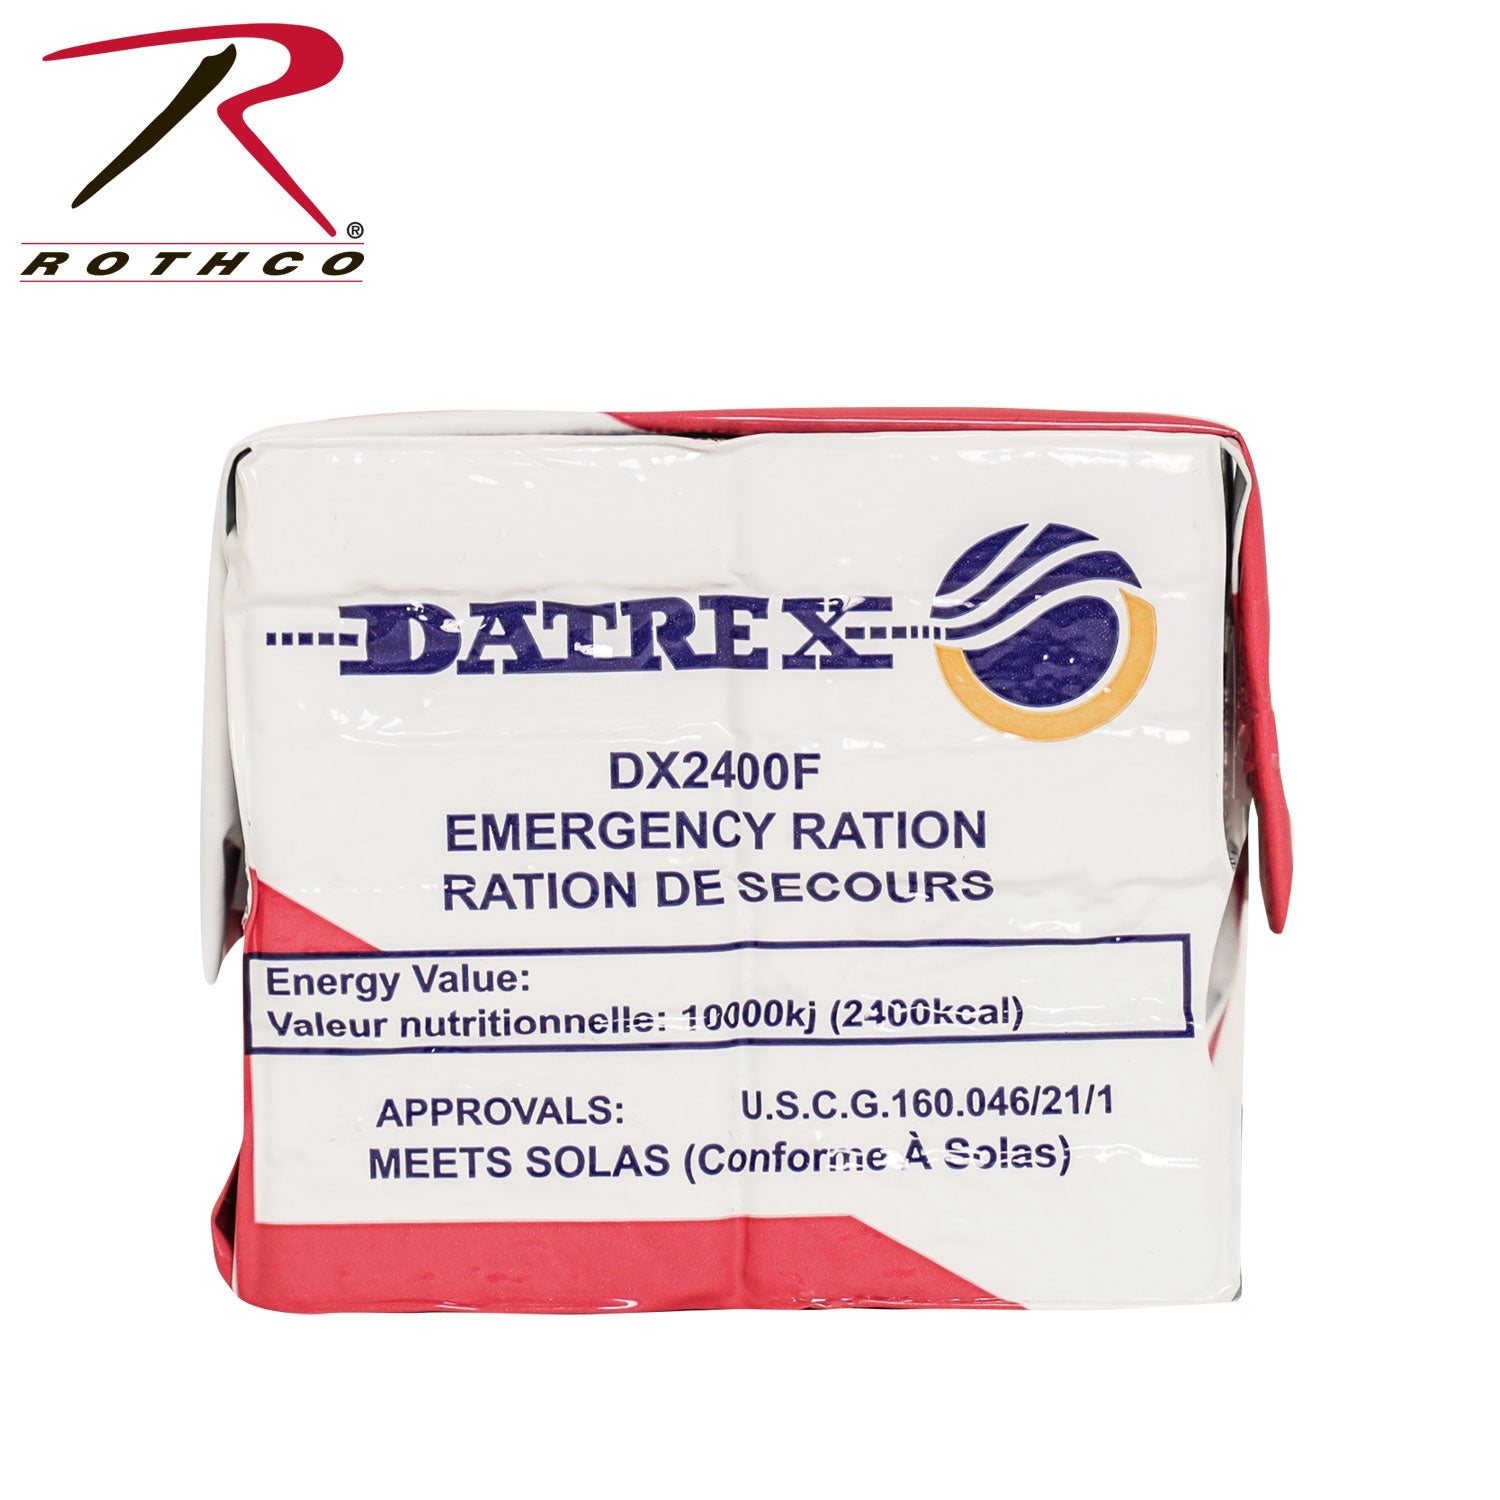 ROTHCO®
DATREX
DX2400F
EMERGENCY RATION
RATION DE SECOURS
Energy Value:
Valeur nutritionnelle: 10000kj (2400kcal)
APPROVALS: U.S.C.G.160.046/21/1
MEETS SOLAS (Conforme À Solas)